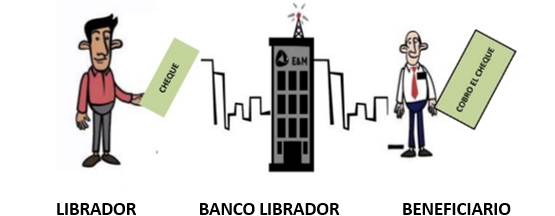 CHEQUE
E&M
COBRO EL CHEQUE
LIBRADOR
BANCO LIBRADOR
BENEFICIARIO